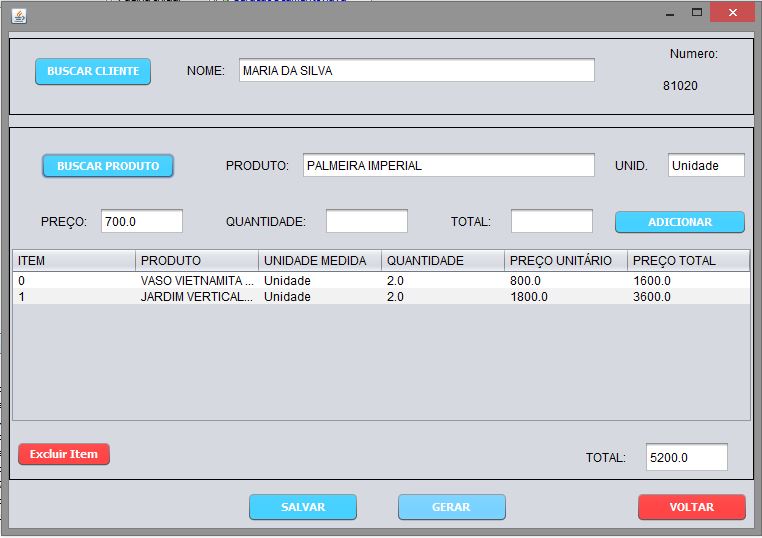 BUSCAR CLIENTE NOME: MARIA DA SILVA Numero:
81020
BUSCAR PRODUTO PRODUTO: PALMEIRA IMPERIAL UNID. Unidade
PREÇO: 700.0 QUANTIDADE: TOTAL: ADICIONAR
ITEM PRODUTO UNIDADE MEDIDA QUANTIDADE PREÇO UNITÁRIO PREÇO TOTAL
0 VASO VIETNAMITA ... Unidade 2.0 800.0 1600.0
1 JARDIM VERTICAL... Unidade 2.0 1800.0 3600.0
Excluir Item TOTAL: 5200.0
SALVAR GERAR VOLTAR